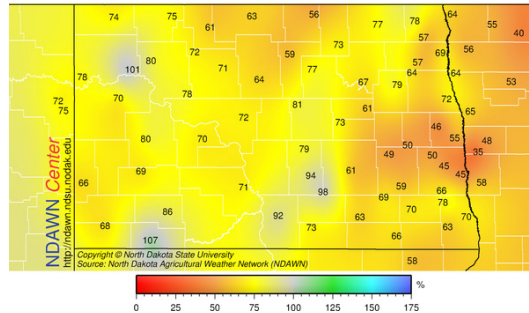 74 75 61 63 56 77 78 64 55 40
57
72 59 73 69 56
101 80 71 77 57
78 64 67 79 64 64 53
70 78 81 61 72
72
75 72 73 65
80 70 46
50 55 48
79 49 50 35
69 94 61 45 45
66 71 98 59 66 58
86 92 69 78
68 73 63 70 70
107 66 63
58
NDAWN Center
http://ndawn.ndsu.nodak.edu
Copyright © North Dakota State University
Source: North Dakota Agricultural Weather Network (NDAWN)
%
0 25 50 75 100 125 150 175